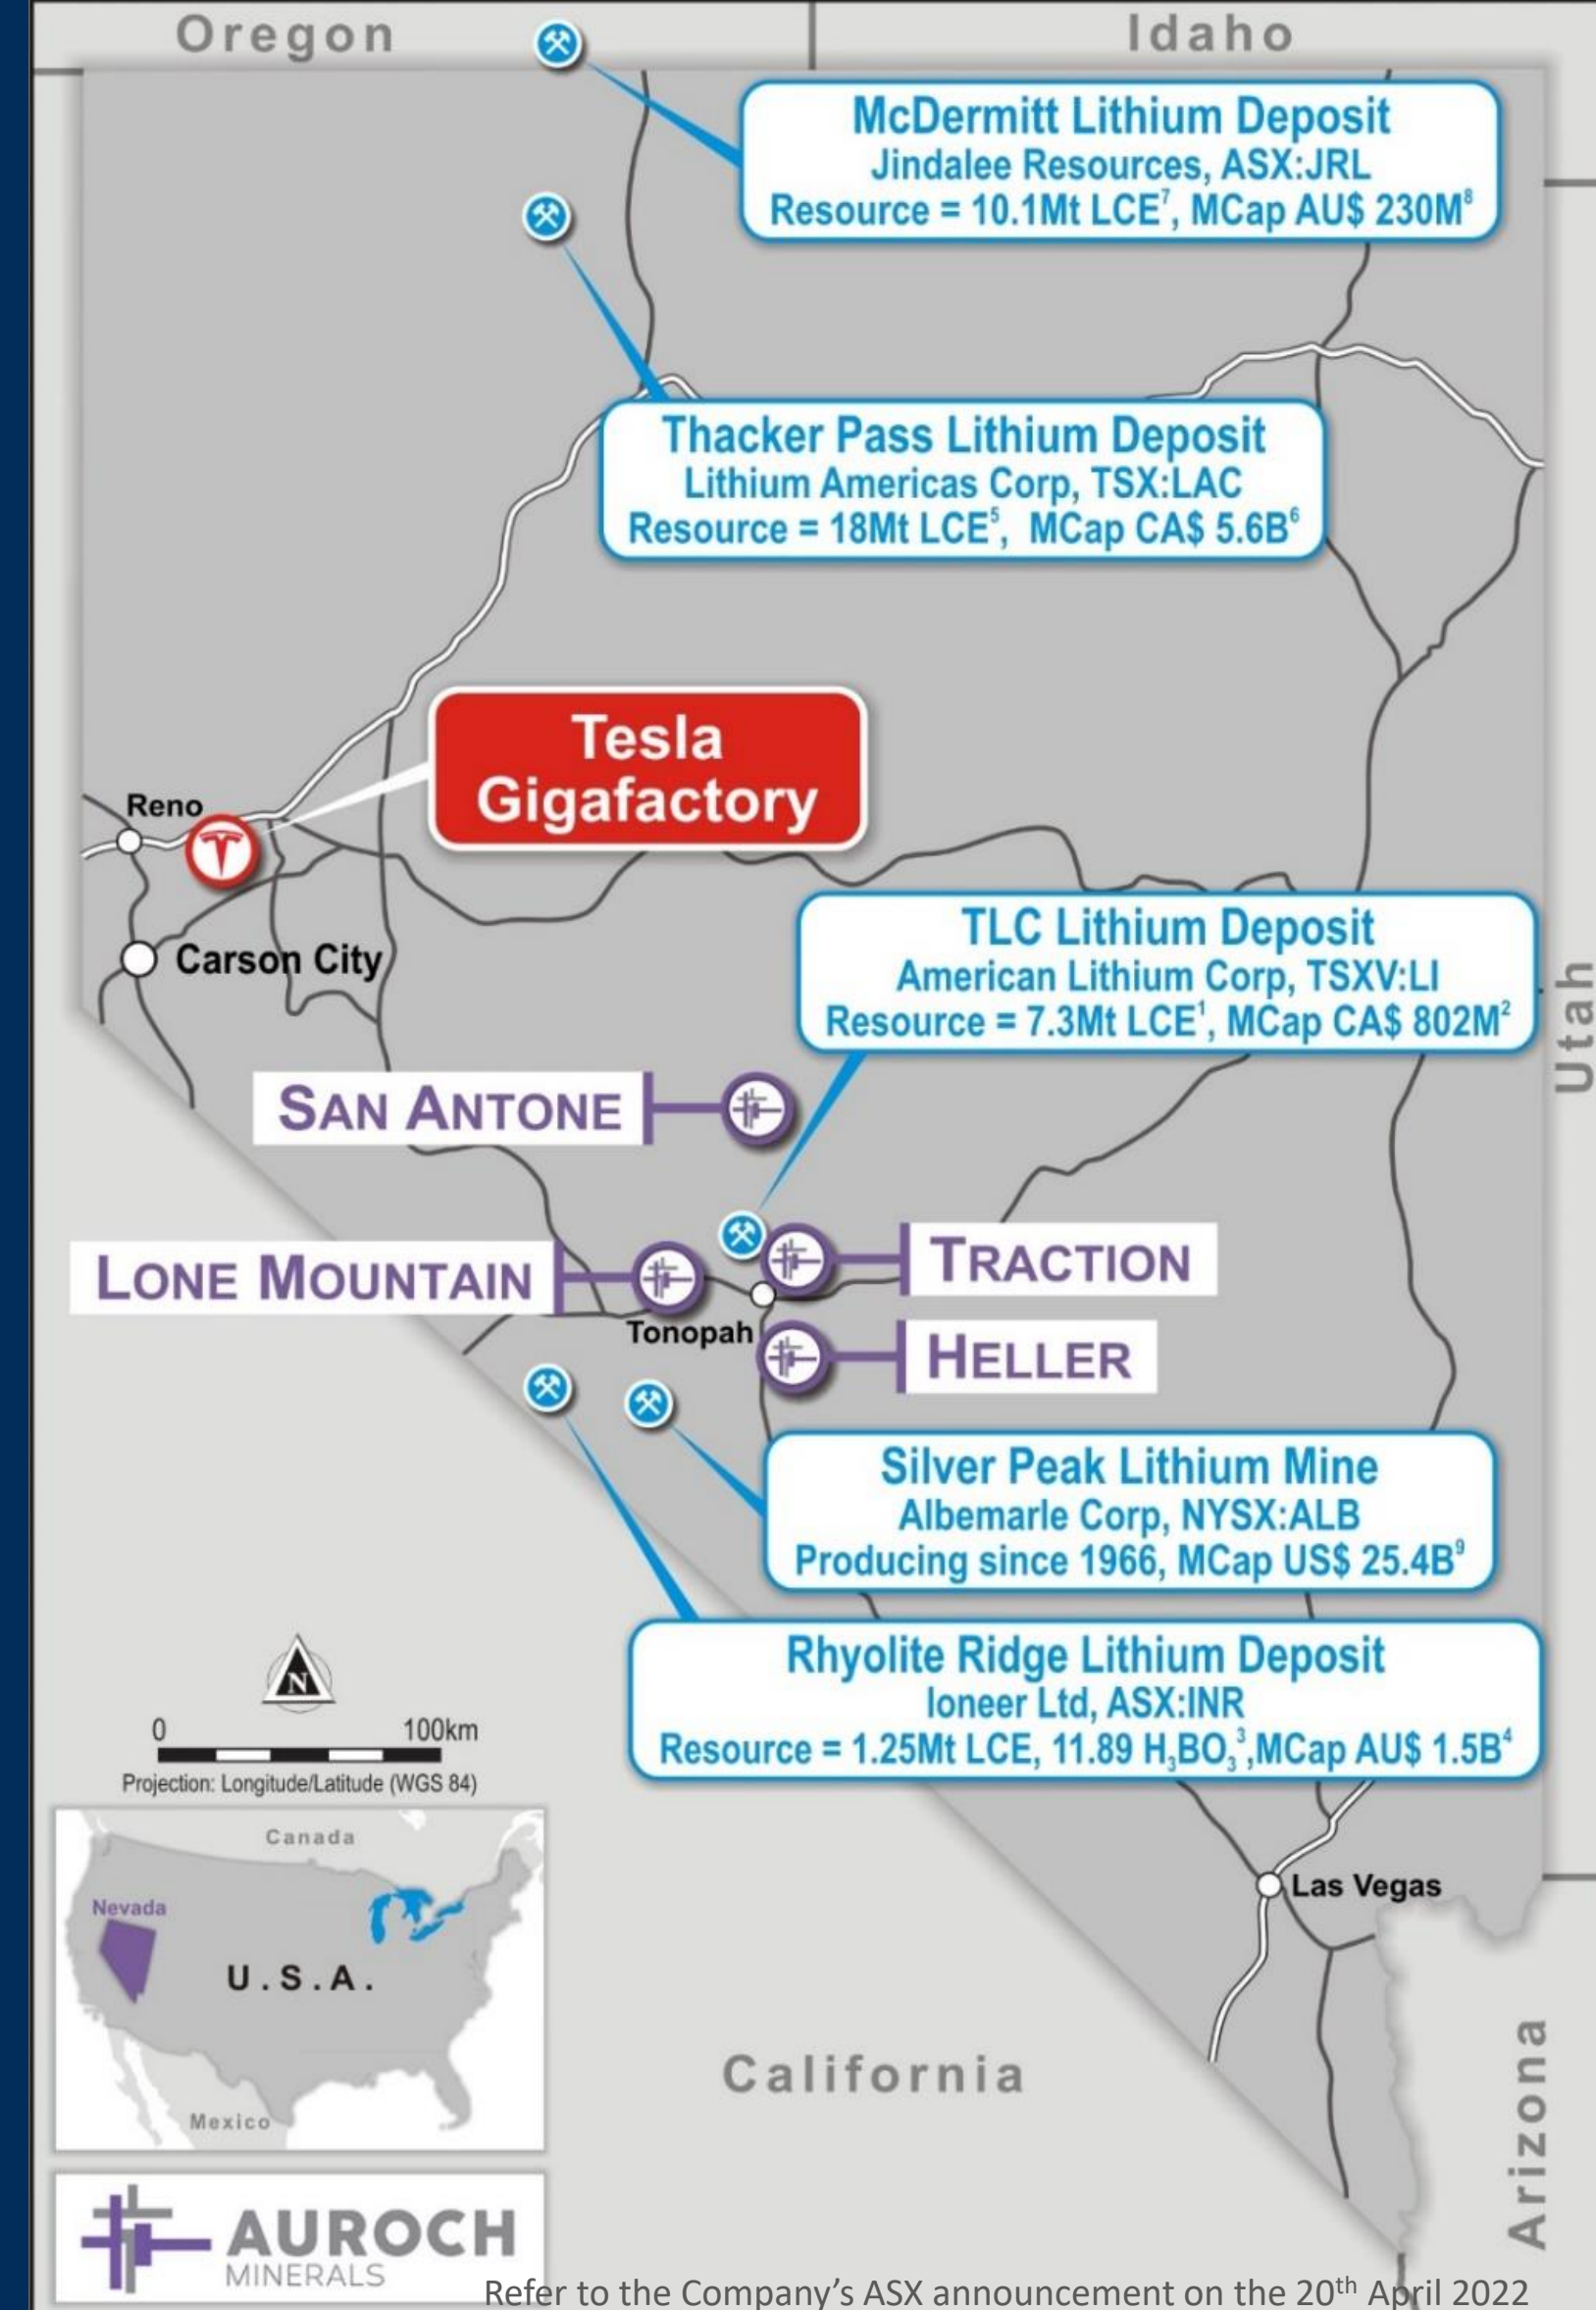 Oregon
Idaho
McDermitt Lithium Deposit
Jindalee Resources, ASX:JRL
Resource = 10.1Mt LCE⁷, MCap AU$ 230M⁸
Thacker Pass Lithium Deposit
Lithium Americas Corp, TSX:LAC
Resource = 18Mt LCE⁵, MCap CA$ 5.6B⁶
Tesla
Gigafactory
Reno
Carson City
TLC Lithium Deposit
American Lithium Corp, TSXV:LI
Resource = 7.3Mt LCE¹, MCap CA$ 802M²
Utah
SAN ANTONE
LONE MOUNTAIN
TRACTION
Tonopah
HELLER
Silver Peak Lithium Mine
Albemarle Corp, NYSX:ALB
Producing since 1966, MCap US$ 25.4B⁹
Rhyolite Ridge Lithium Deposit
Ioneer Ltd, ASX:INR
Resource = 1.25Mt LCE, 11.89 H₃BO₃³,MCap AU$ 1.5B⁴
N
0 100km
Projection: Longitude/Latitude (WGS 84)
Canada
Nevada
U.S.A.
Mexico
Las Vegas
California
Arizona
AUROCH
MINERALS
Refer to the Company's ASX announcement on the 20th April 2022